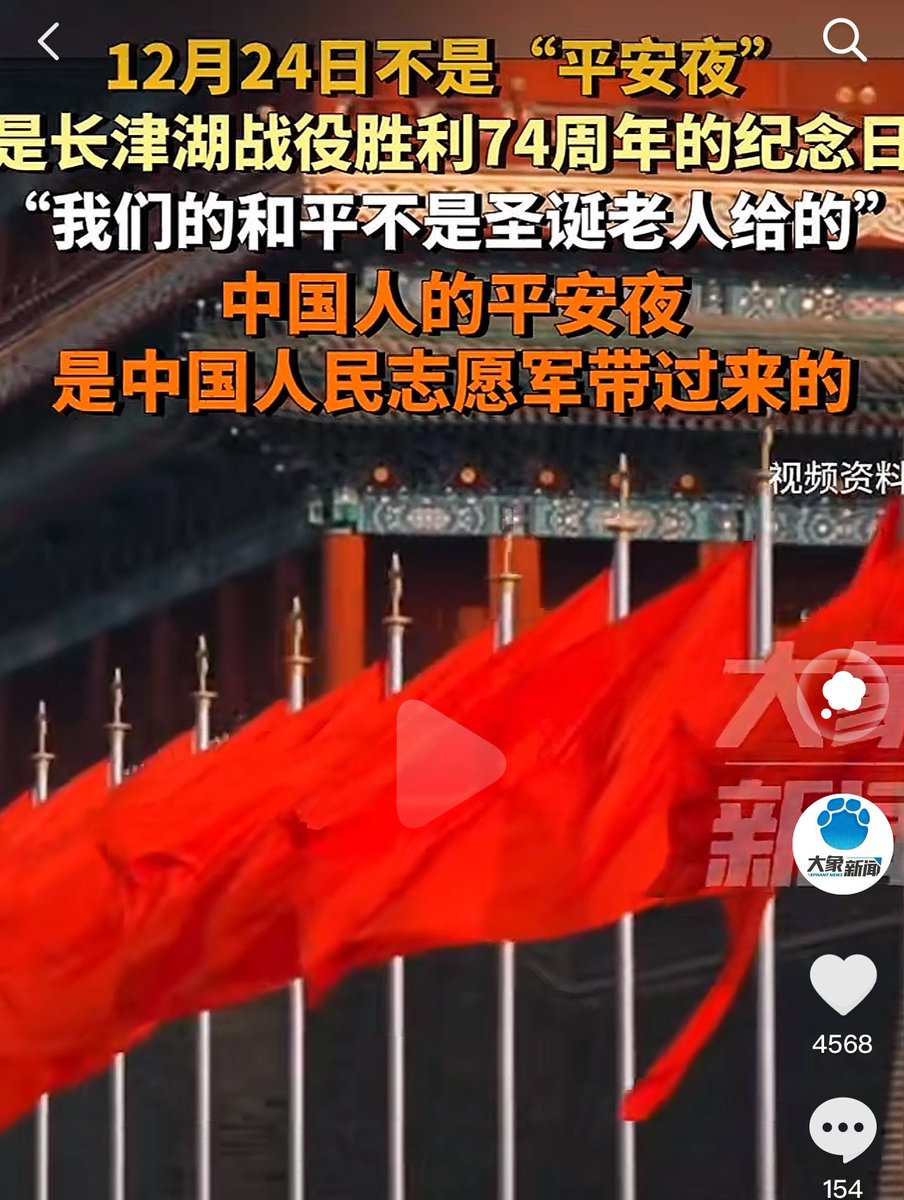 12月24日不是“平安夜”
是长津湖战役胜利74周年的纪念日
“我们的和平不是圣诞老人给的”
中国人的平安夜
是中国人民志愿军带过来的
视频资料
大象
新闻
大象新闻
ELEPHANT NEWS
4568
154